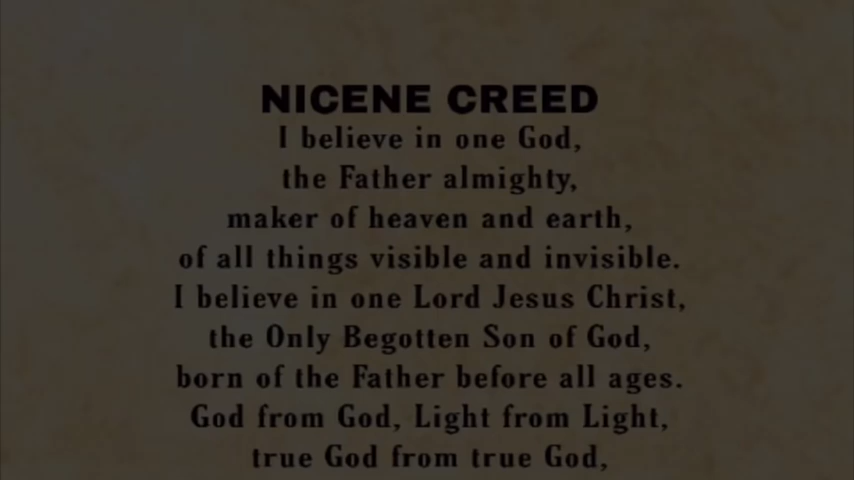 NICENE CREED
I believe in one God,
the Father almighty,
maker of heaven and earth,
of all things visible and invisible.
I believe in one Lord Jesus Christ,
the Only Begotten Son of God,
born of the Father before all ages.
God from God, Light from Light,
true God from true God,